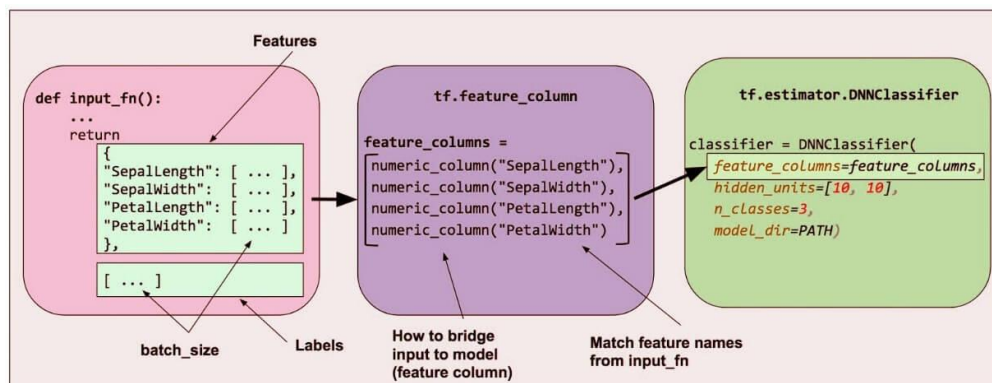 Features
def input_fn():
...
return
{
"SepalLength": [ ... ],
"SepalWidth": [ ... ],
"PetalLength": [ ... ],
"PetalWidth": [ ... ]
},
[ ... ]
batch_size
Labels
tf.feature_column
feature_columns =
numeric_column("SepalLength"),
numeric_column("SepalWidth"),
numeric_column("PetalLength"),
numeric_column("PetalWidth")
How to bridge
input to model
(feature column)
Match feature names
from input_fn
tf.estimator.DNNClassifier
classifier = DNNClassifier(
feature_columns=feature_columns,
hidden_units=[10, 10],
n_classes=3,
model_dir=PATH)